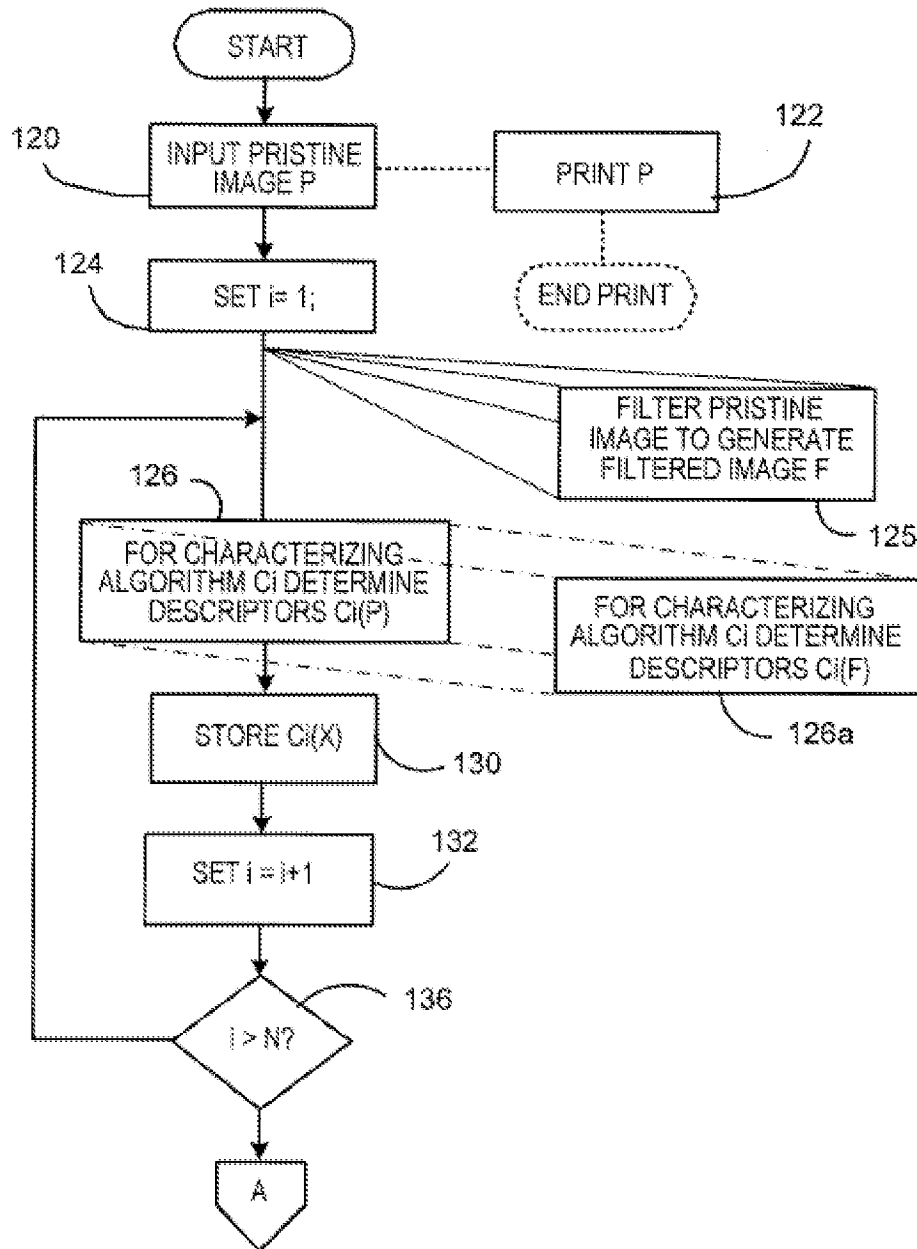 START
120
INPUT PRISTINE
IMAGE P
122
PRINT P
124
SET i= 1;
END PRINT
FILTER PRISTINE
IMAGE TO GENERATE
FILTERED IMAGE F
125
126
FOR CHARACTERIZING
ALGORITHM Ci DETERMINE
DESCRIPTORS Ci(P)
FOR CHARACTERIZING
ALGORITHM Ci DETERMINE
DESCRIPTORS Ci(F)
126a
STORE Ci(X)
130
SET i = i+1
132
i > N?
136
A